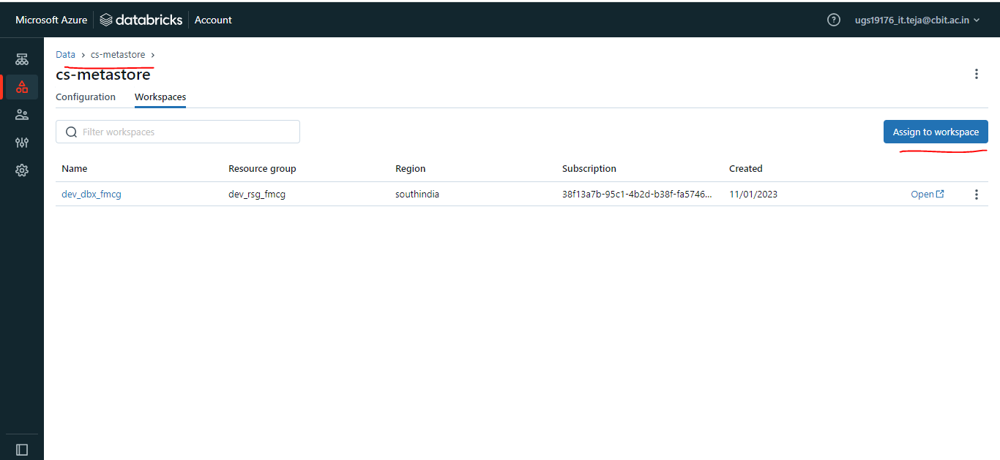 Microsoft Azure databricks Account ugs19176_it.teja@cbit.ac.in
Data › cs-metastore ›
cs-metastore
Configuration Workspaces
Filter workspaces Assign to workspace
Name Resource group Region Subscription Created
dev_dbx_fmcg dev_rsg_fmcg southindia 38f13a7b-95c1-4b2d-b38f-fa5746... 11/01/2023 Open